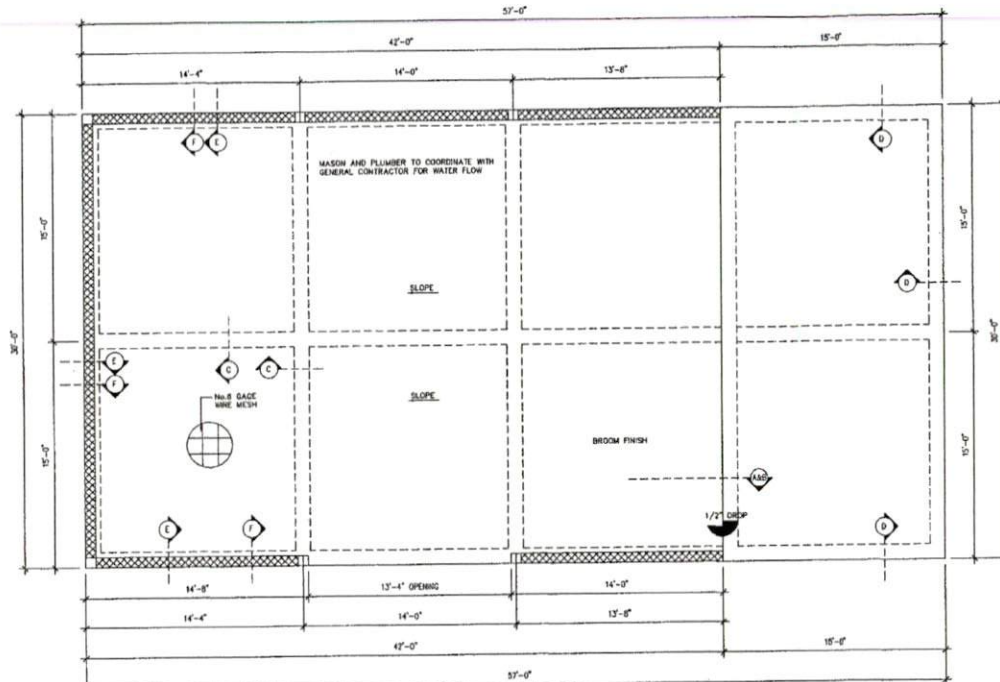 57'-0"
42'-0"
15'-0"
14'-4"
14'-0"
13'-8"
F E
D
MASON AND PLUMBER TO COORDINATE WITH
GENERAL CONTRACTOR FOR WATER FLOW
15'-0"
15'-0"
SLOPE
D
30'-0"
30'-0"
E
F
C
C
SLOPE
No.8 GAGE
WIRE MESH
BROOM FINISH
15'-0"
15'-0"
A&B
1/2" DROP
E
F
D
14'-8"
13'-4" OPENING
14'-0"
14'-4"
14'-0"
13'-8"
42'-0"
15'-0"
57'-0"